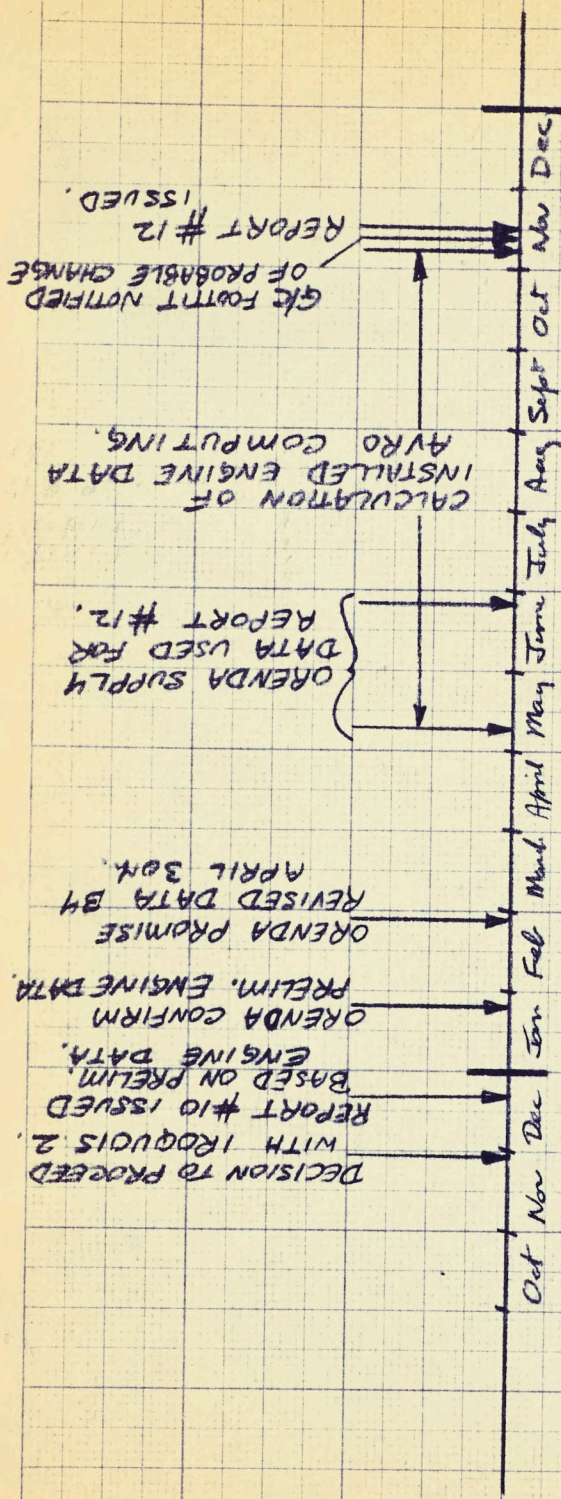 DECISION TO PROCEED
WITH IROQUOIS 2.
REPORT #10 ISSUED
BASED ON PRELIM.
ENGINE DATA.
ORENDA CONFIRM
PRELIM. ENGINE DATA.
ORENDA PROMISE
REVISED DATA BY
APRIL 30th.
ORENDA SUPPLY
DATA USED FOR
REPORT #12.
CALCULATION OF
INSTALLED ENGINE DATA
AVRO COMPUTING.
G/C FOOTTIT NOTIFIED
OF PROBABLE CHANGE
REPORT #12
ISSUED.
Oct Nov Dec Jan Feb March April May June July Aug Sept Oct Nov Dec